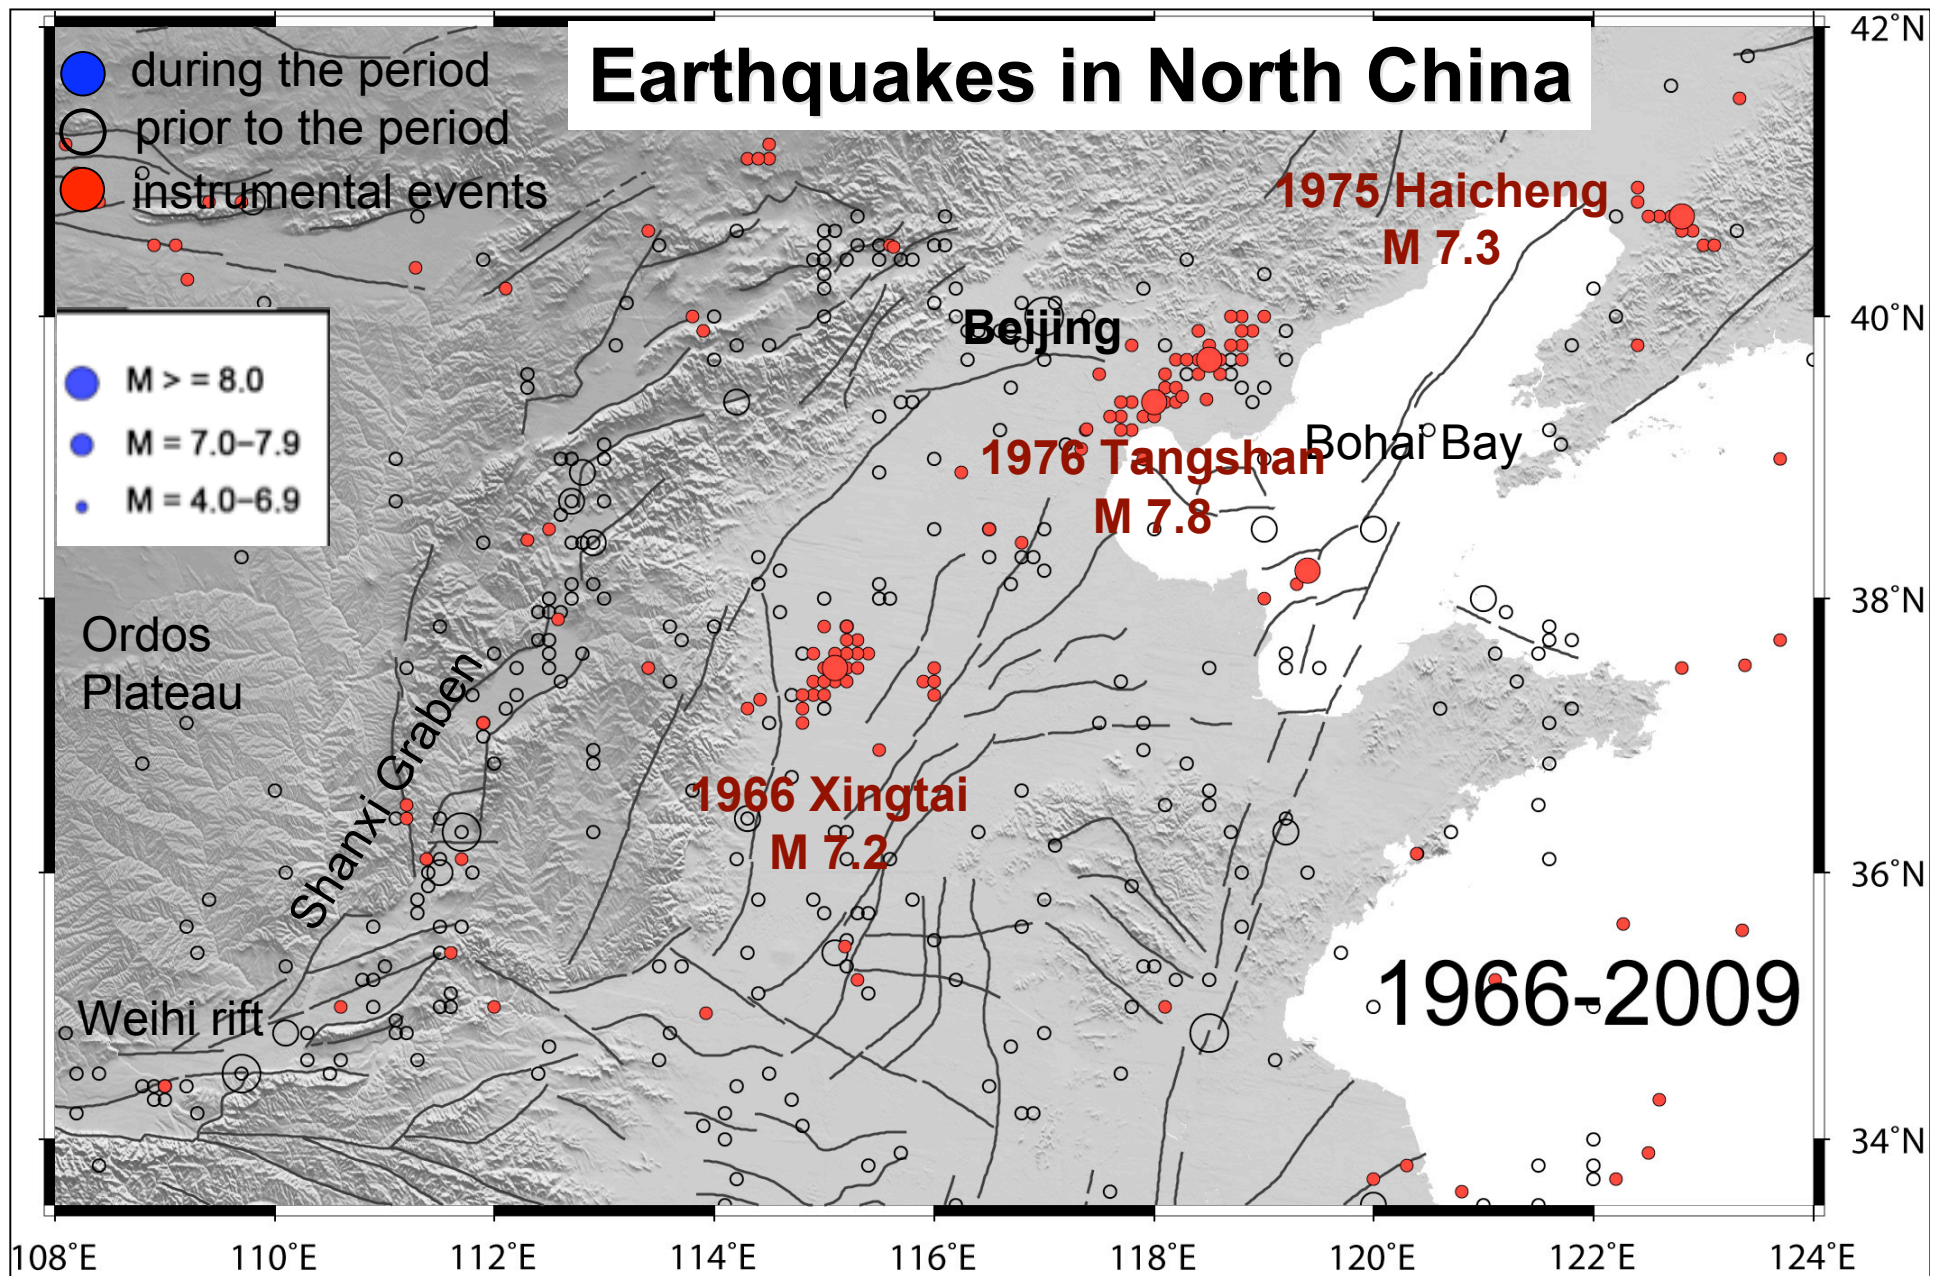 Earthquakes in North China
during the period
prior to the period
instrumental events
M > = 8.0
M = 7.0–7.9
M = 4.0–6.9
1975 Haicheng
M 7.3
Beijing
Bohai Bay
1976 Tangshan
M 7.8
Ordos
Plateau
Shanxi Graben
1966 Xingtai
M 7.2
Weihi rift
1966-2009
42°N
40°N
38°N
36°N
34°N
108°E
110°E
112°E
114°E
116°E
118°E
120°E
122°E
124°E